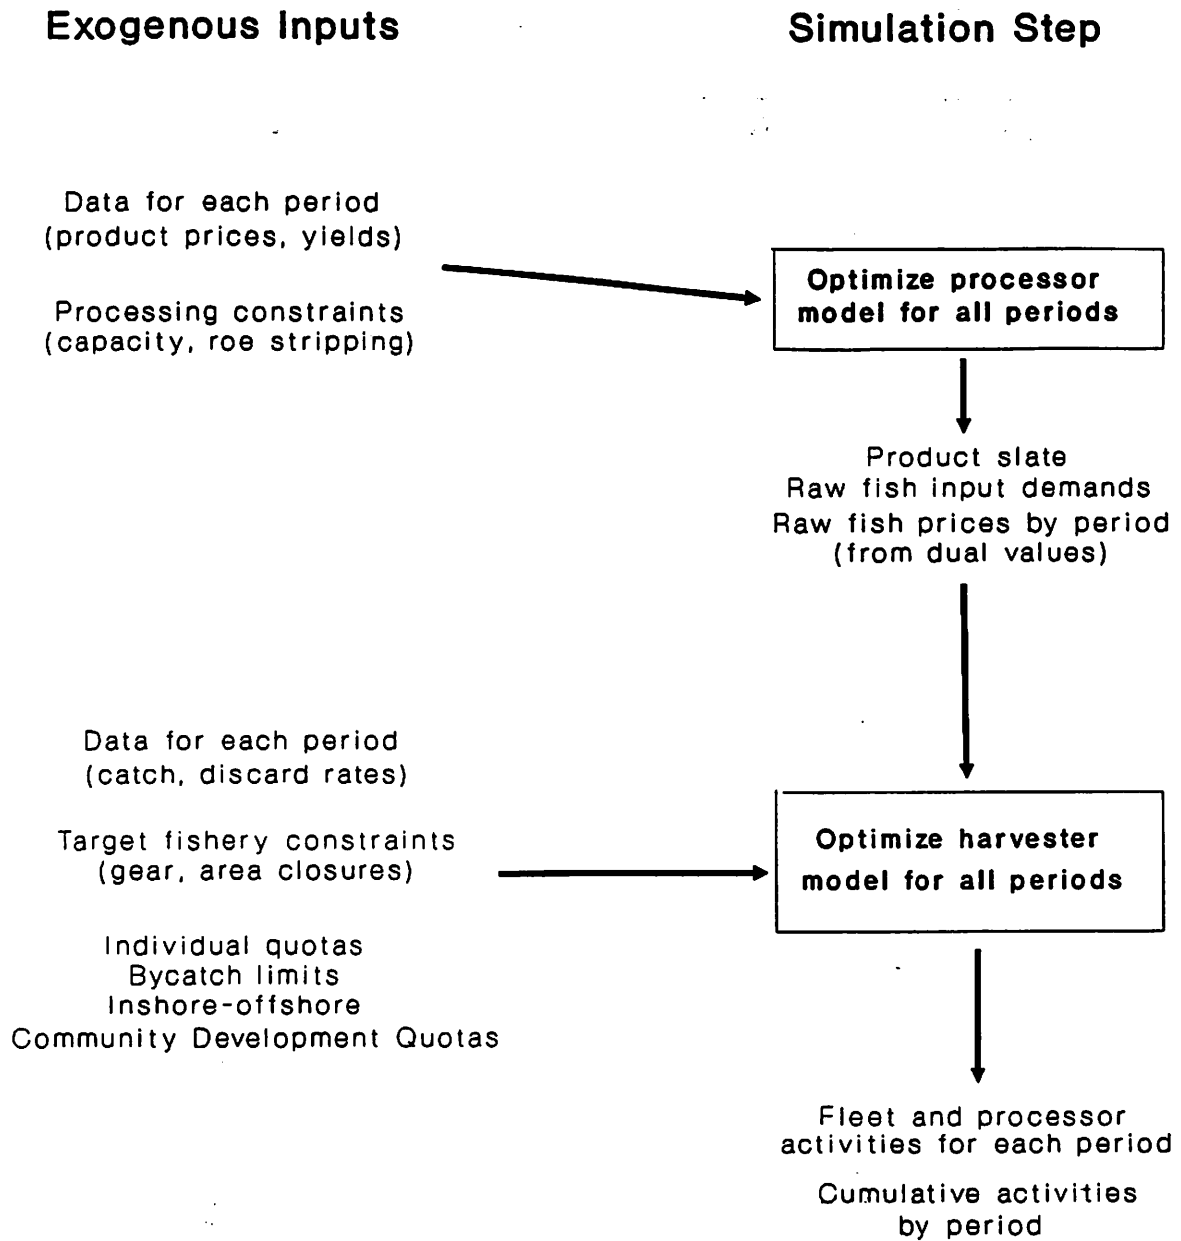 Exogenous Inputs
Simulation Step
Data for each period
(product prices, yields)
Processing constraints
(capacity, roe stripping)
Optimize processor
model for all periods
Product slate
Raw fish input demands
Raw fish prices by period
(from dual values)
Data for each period
(catch, discard rates)
Target fishery constraints
(gear, area closures)
Individual quotas
Bycatch limits
Inshore-offshore
Community Development Quotas
Optimize harvester
model for all periods
Fleet and processor
activities for each period
Cumulative activities
by period